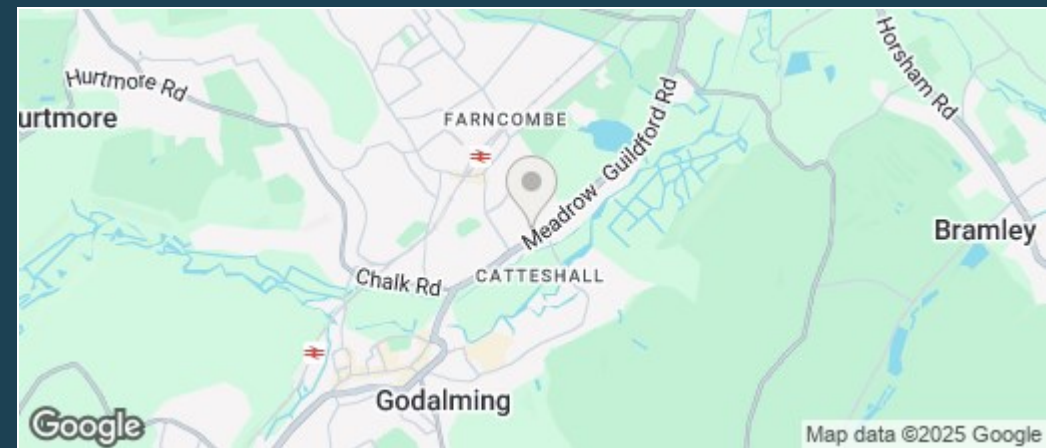 Hurtmore Rd
urtmore
FARNCOMBE
Guildford Rd
Meadrow
Horsham Rd
Bramley
Chalk Rd
CATTESHALL
Godalming
Google
Map data ©2025 Google